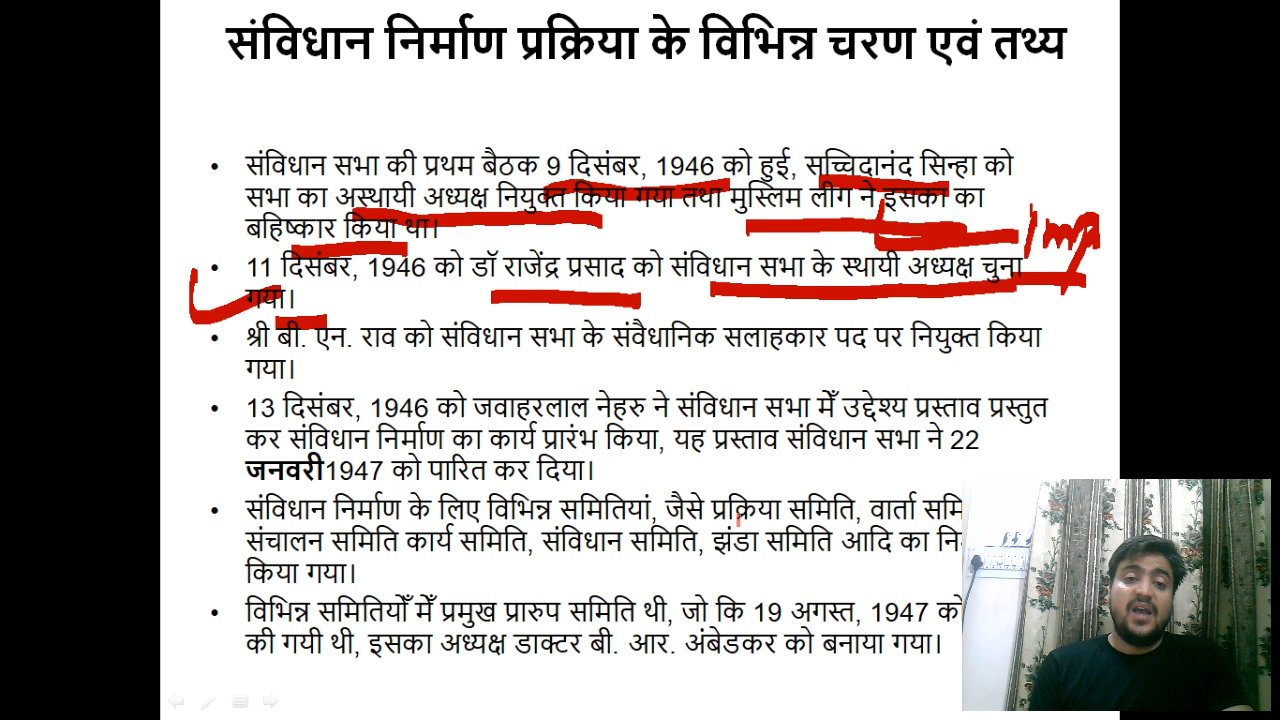 संविधान निर्माण प्रक्रिया के विभिन्न चरण एवं तथ्य
• संविधान सभा की प्रथम बैठक 9 दिसंबर, 1946 को हुई, सच्चिदानंद सिन्हा को
सभा का अस्थायी अध्यक्ष नियुक्त किया गया तथा मुस्लिम लीग ने इसका का
बहिष्कार किया था।
Imp
• 11 दिसंबर, 1946 को डॉ राजेंद्र प्रसाद को संविधान सभा के स्थायी अध्यक्ष चुना
गया।
• श्री बी. एन. राव को संविधान सभा के संवैधानिक सलाहकार पद पर नियुक्त किया
गया।
• 13 दिसंबर, 1946 को जवाहरलाल नेहरु ने संविधान सभा मेँ उद्देश्य प्रस्ताव प्रस्तुत
कर संविधान निर्माण का कार्य प्रारंभ किया, यह प्रस्ताव संविधान सभा ने 22
जनवरी1947 को पारित कर दिया।
• संविधान निर्माण के लिए विभिन्न समितियां, जैसे प्रक्रिया समिति, वार्ता
संचालन समिति कार्य समिति, संविधान समिति, झंडा समिति आदि का
किया गया।
• विभिन्न समितियोँ मेँ प्रमुख प्रारुप समिति थी, जो कि 19 अगस्त, 1947 को
की गयी थी, इसका अध्यक्ष डाक्टर बी. आर. अंबेडकर को बनाया गया।